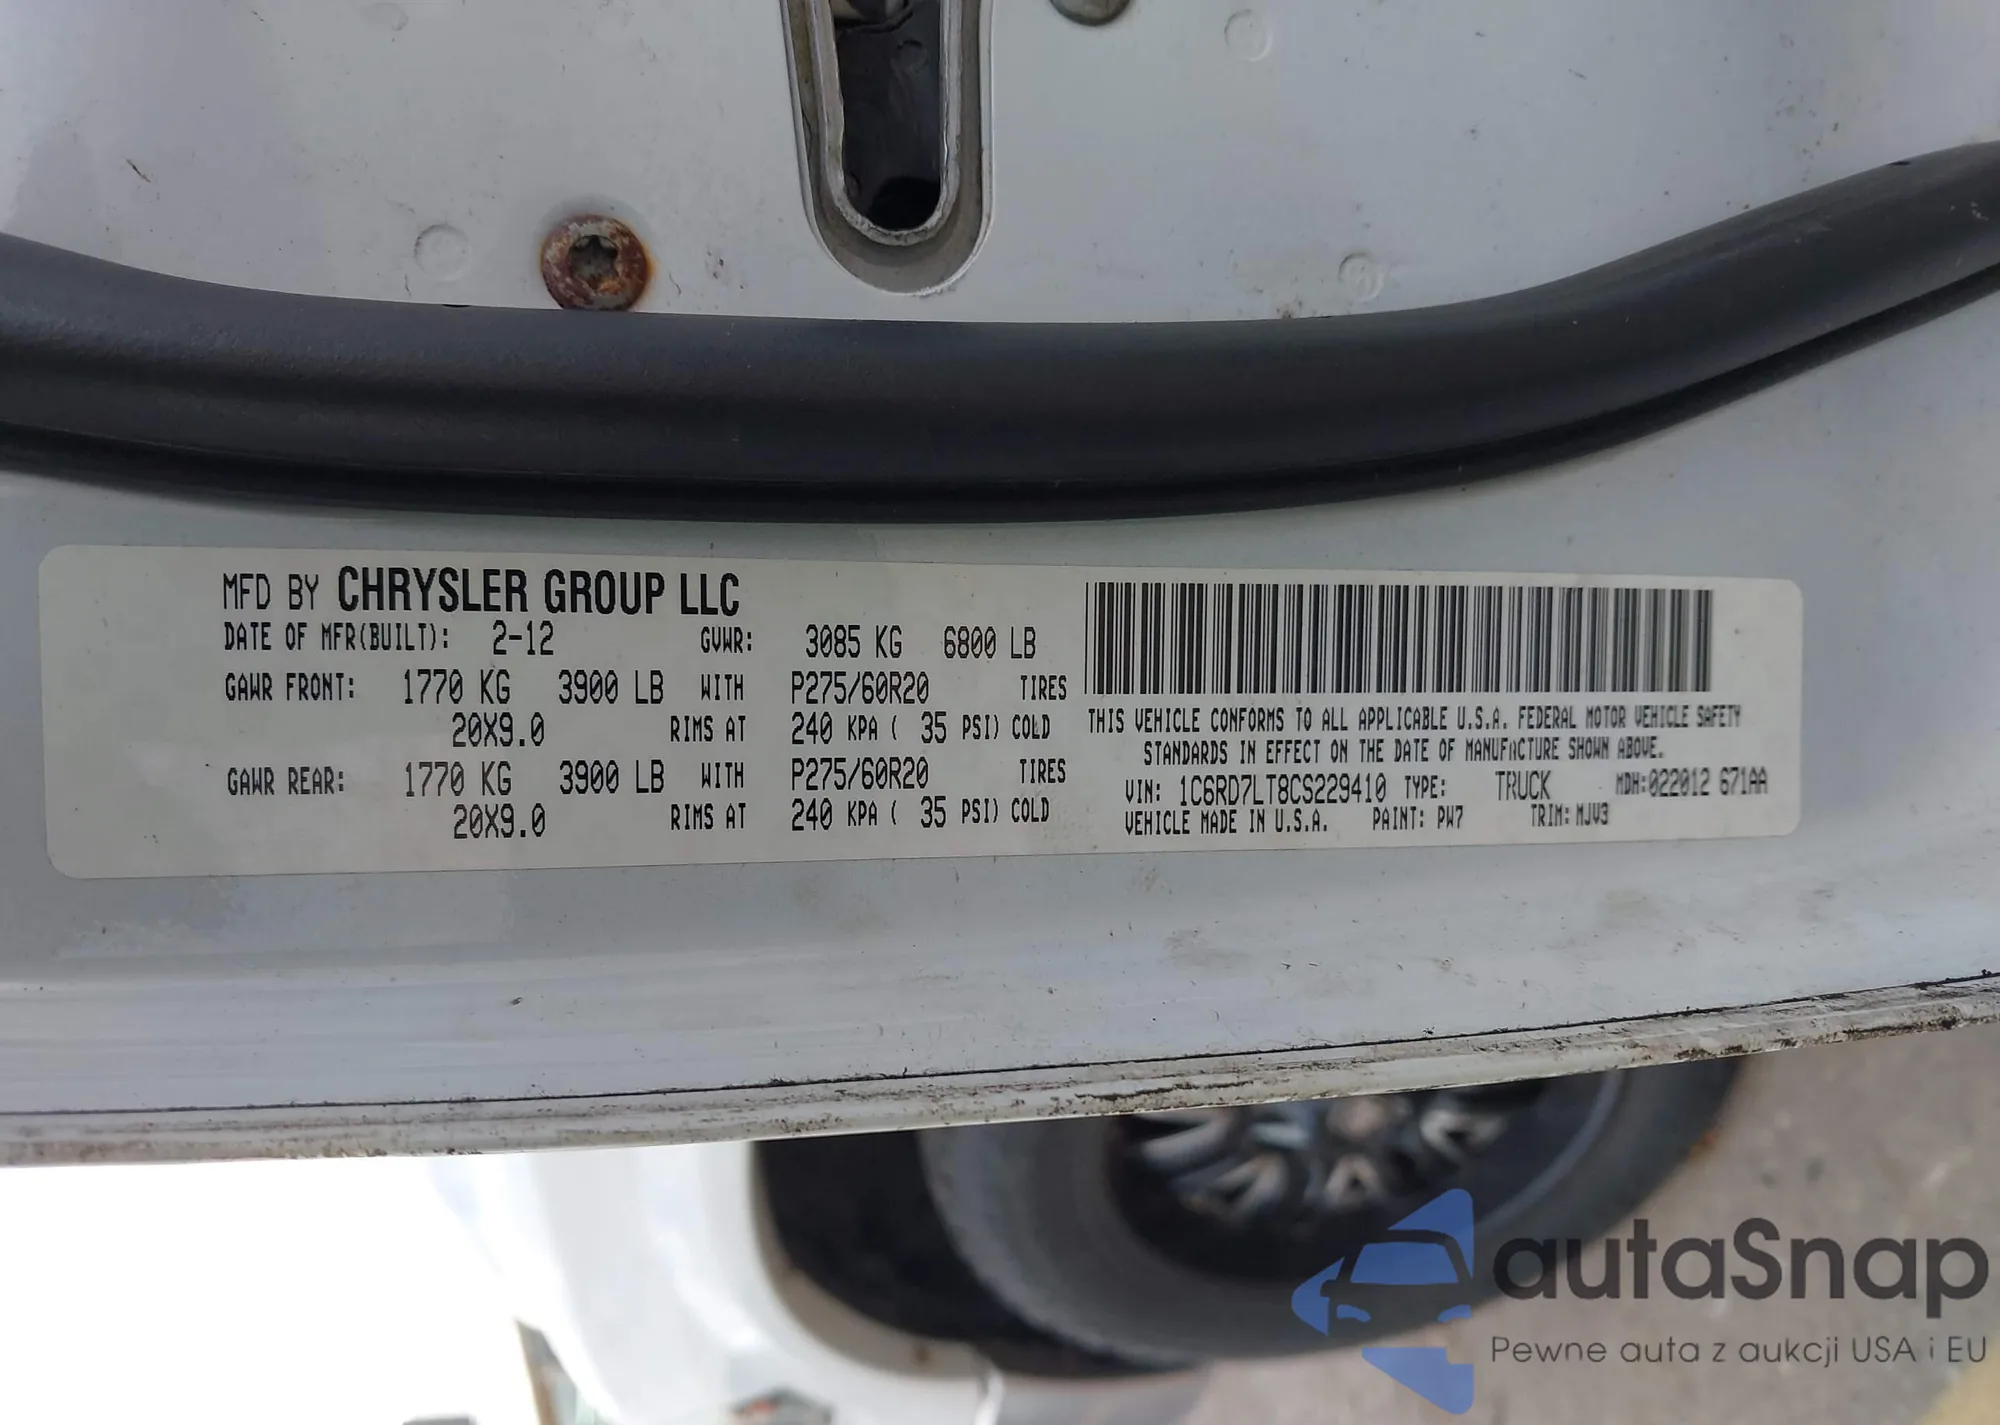 MFD BY CHRYSLER GROUP LLC
DATE OF MFR(BUILT): 2-12 GVWR: 3085 KG 6800 LB
GAWR FRONT: 1770 KG 3900 LB WITH P275/60R20 TIRES
20X9.0 RIMS AT 240 KPA ( 35 PSI) COLD
GAWR REAR: 1770 KG 3900 LB WITH P275/60R20 TIRES
20X9.0 RIMS AT 240 KPA ( 35 PSI) COLD
THIS VEHICLE CONFORMS TO ALL APPLICABLE U.S.A. FEDERAL MOTOR VEHICLE SAFETY
STANDARDS IN EFFECT ON THE DATE OF MANUFACTURE SHOWN ABOVE.
VIN: 1C6RD7LT8CS229410 TYPE: TRUCK MDH:022012 671AA
VEHICLE MADE IN U.S.A. PAINT: PW7 TRIM: MJV3
autaSnap
Pewne auta z aukcji USA i EU